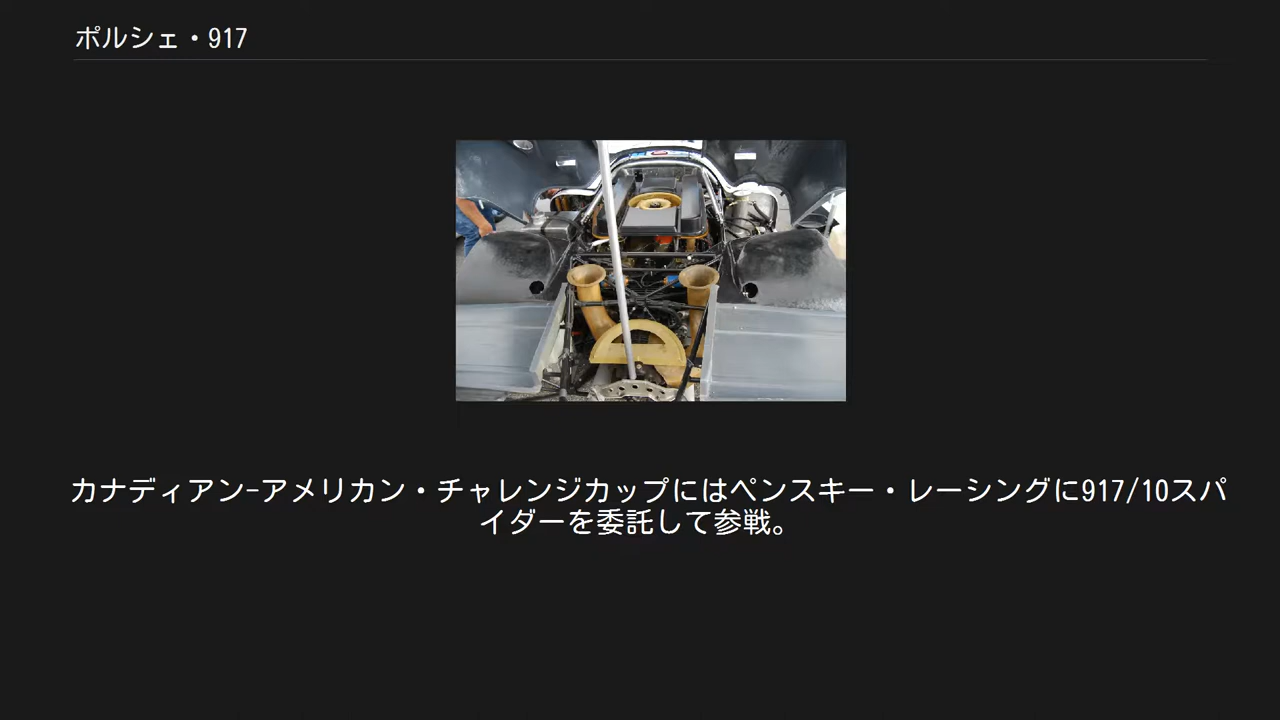 ポルシェ・917
カナディアン-アメリカン・チャレンジカップにはペンスキー・レーシングに917/10スパ
イダーを委託して参戦。